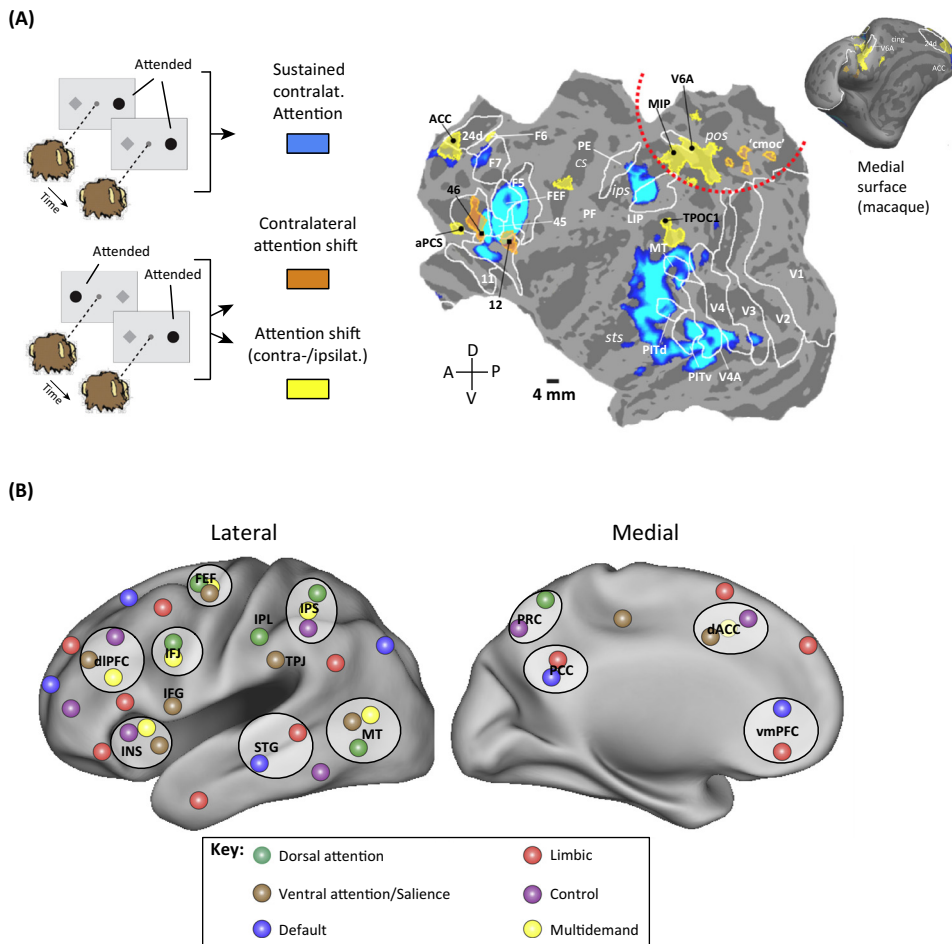 (A)
Attended
Time
Sustained
contralat.
Attention
Attended
Time
Contralateral
attention shift
Attention shift
(contra-/ipsilat.)
ACC
24d
F6
F7
F5
FEF
46
45
aPCS
11
12
PE
cs
ips
PF
LIP
MIP
V6A
pos
'cmoc'
TPOC1
MT
V1
V2
V3
V4
sts
PITd
PITv
V4A
D
A
P
V
4 mm
cing
V6A
24d
ACC
Medial
surface
(macaque)
(B)
Lateral
Medial
FEF
IPS
IPL
dlPFC
IFJ
TPJ
IFG
INS
STG
MT
PRC
PCC
dACC
vmPFC
Key:
Dorsal attention
Limbic
Ventral attention/Salience
Control
Default
Multidemand